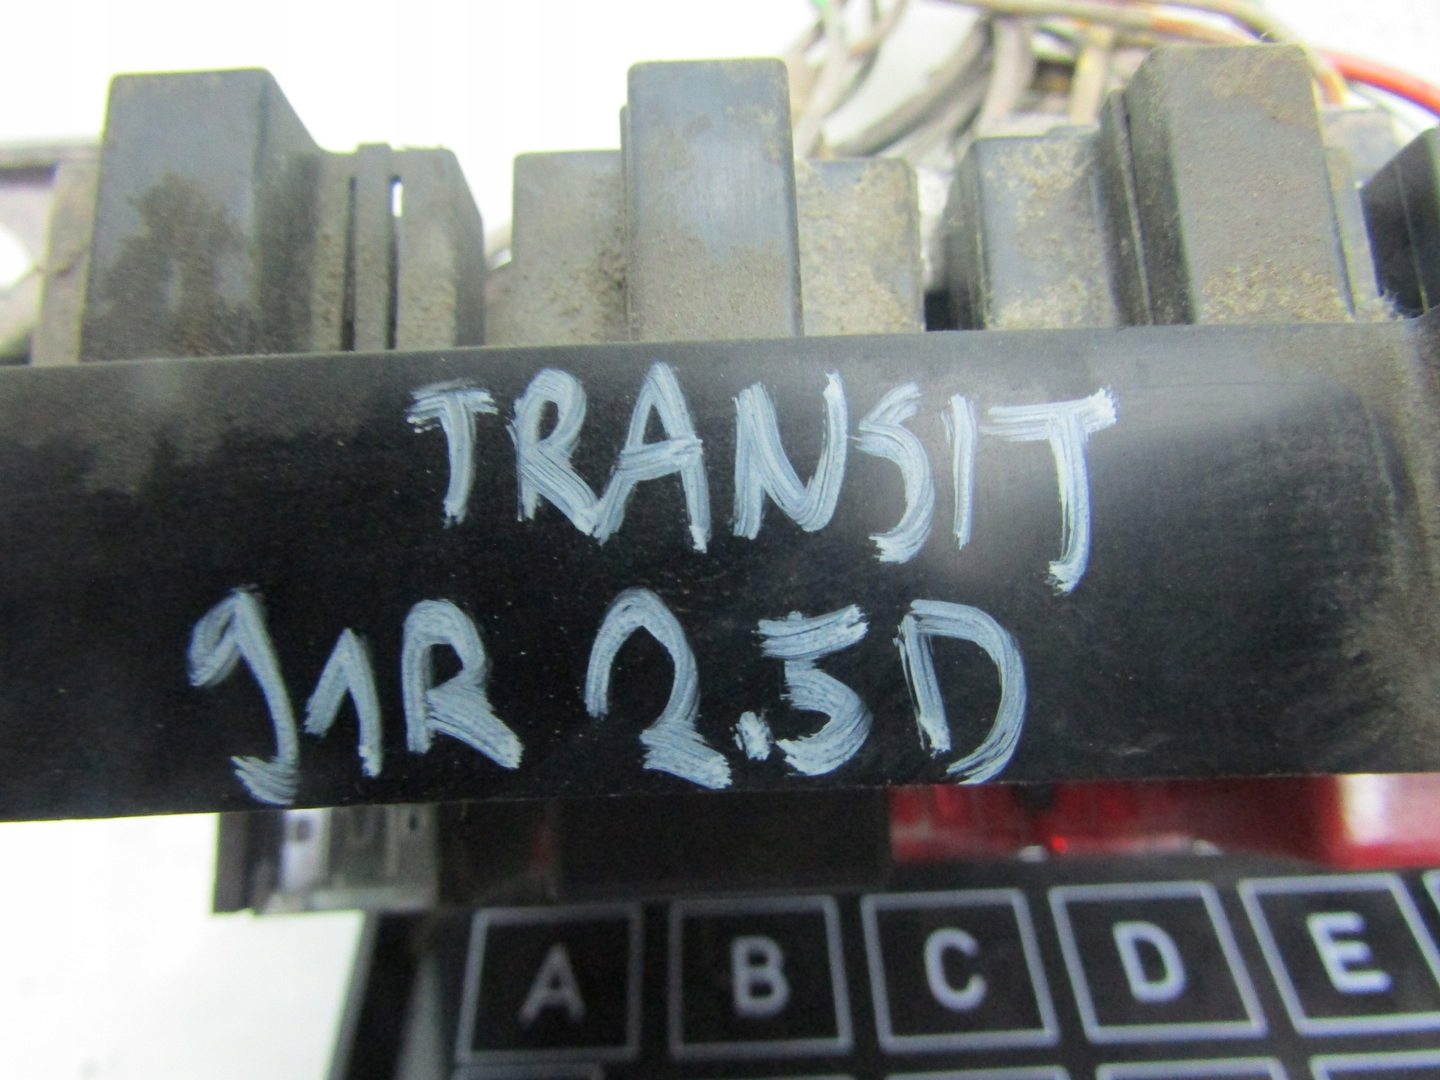 TRANSIT
91R 2.5D
A B C D E